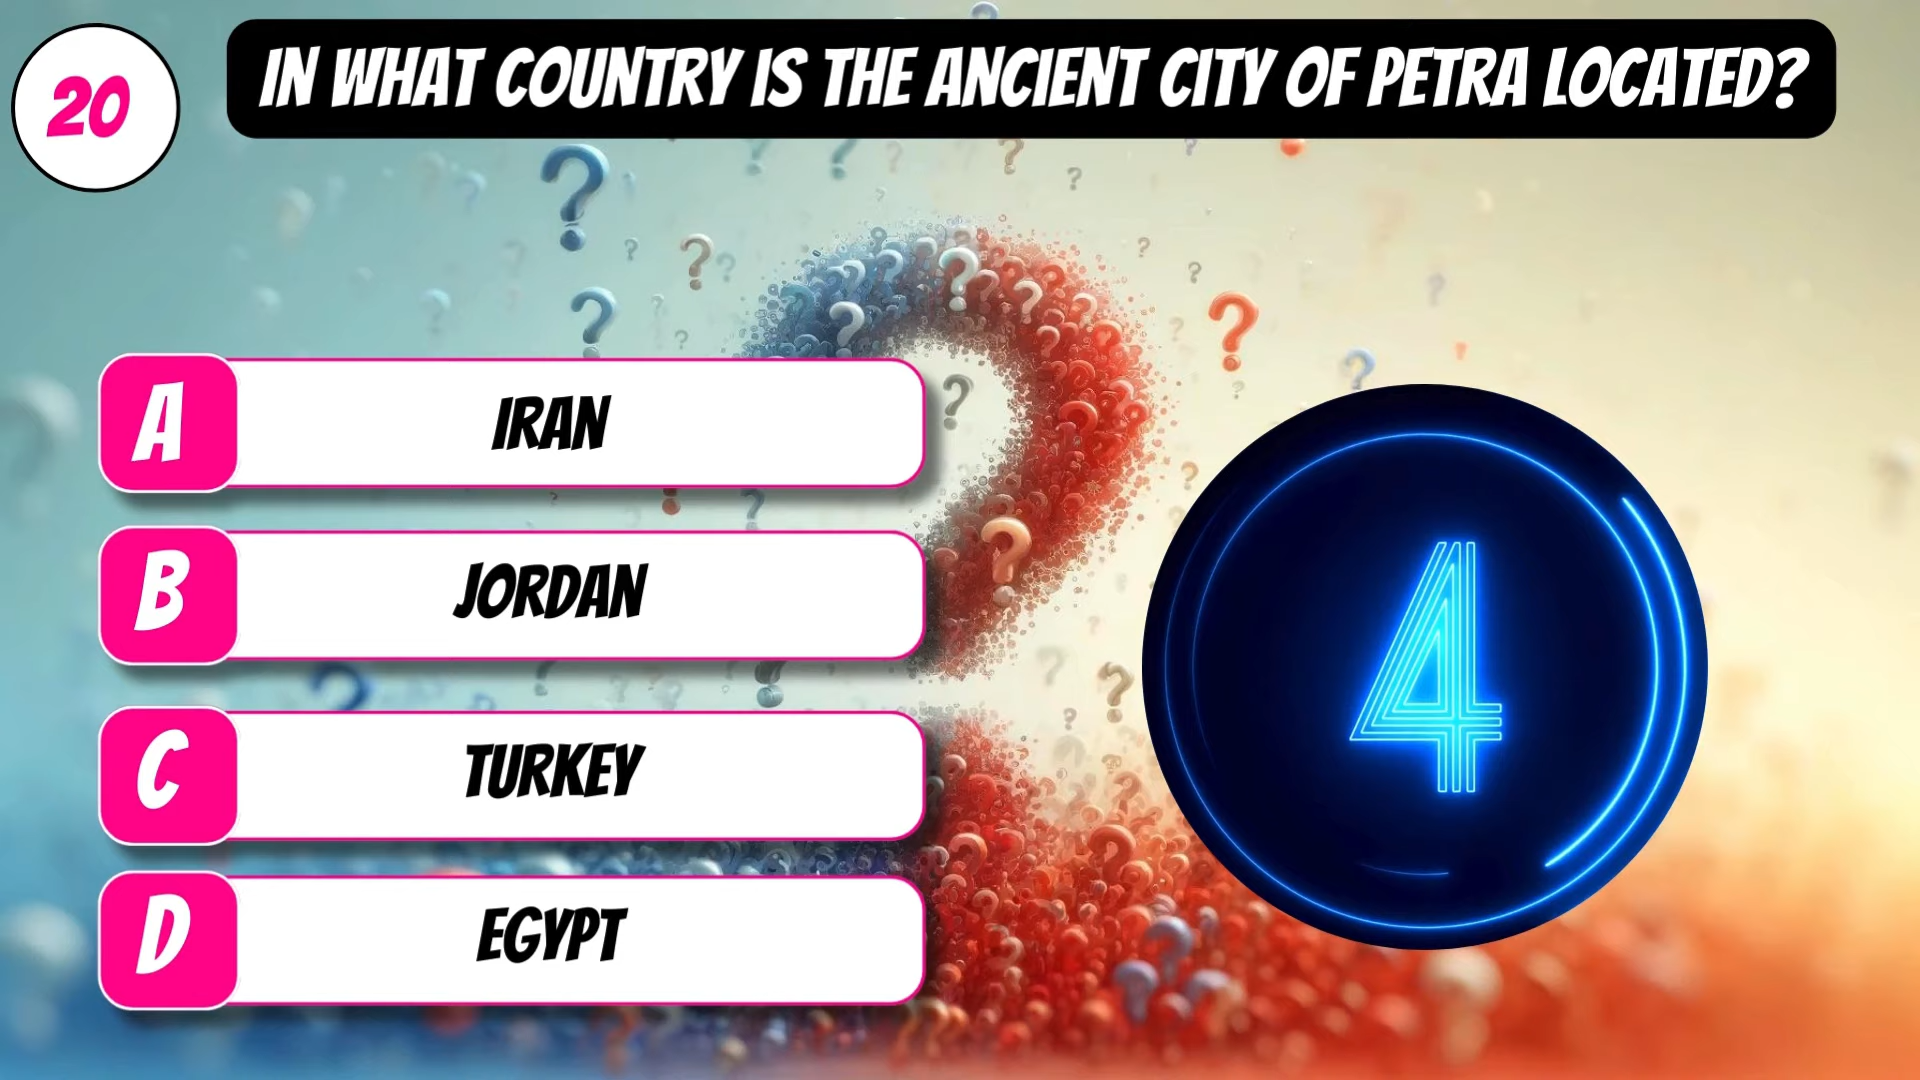 20
IN WHAT COUNTRY IS THE ANCIENT CITY OF PETRA LOCATED?
A
IRAN
B
JORDAN
C
TURKEY
D
EGYPT
4